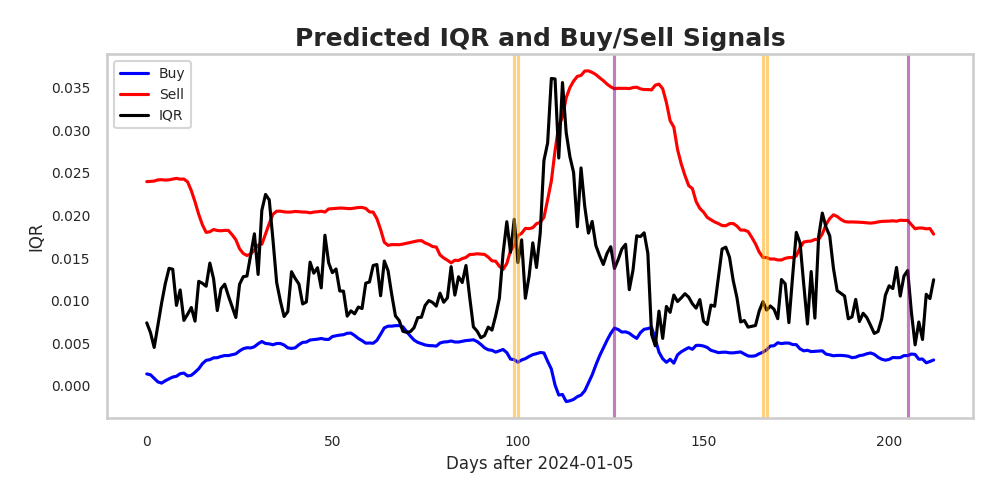 Predicted IQR and Buy/Sell Signals
Buy
Sell
IQR
IQR
0.035
0.030
0.025
0.020
0.015
0.010
0.005
0.000
0 50 100 150 200
Days after 2024-01-05